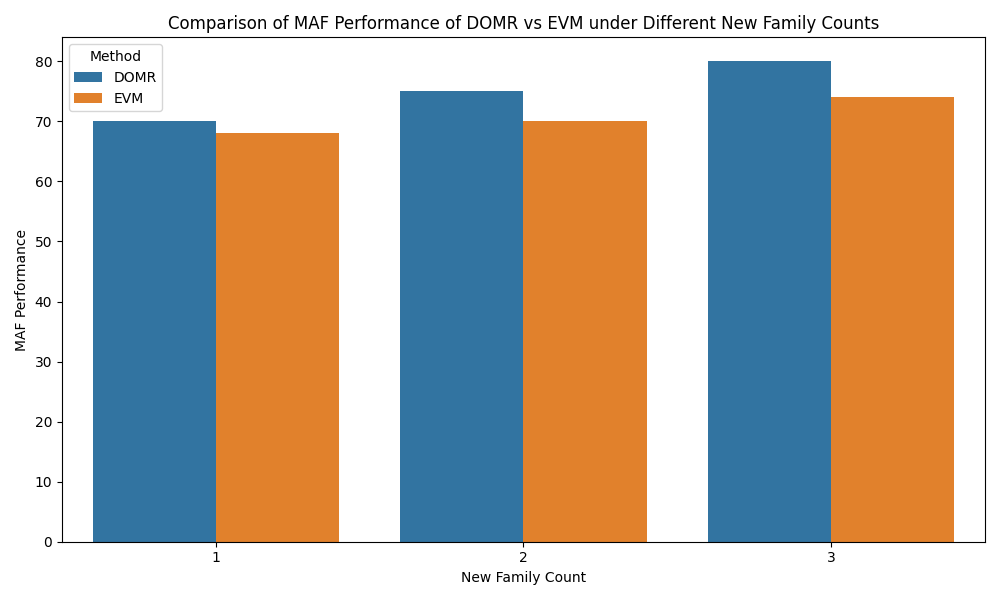 Comparison of MAF Performance of DOMR vs EVM under Different New Family Counts
Method
DOMR
EVM
MAF Performance
80
70
60
50
40
30
20
10
0
1
2
3
New Family Count